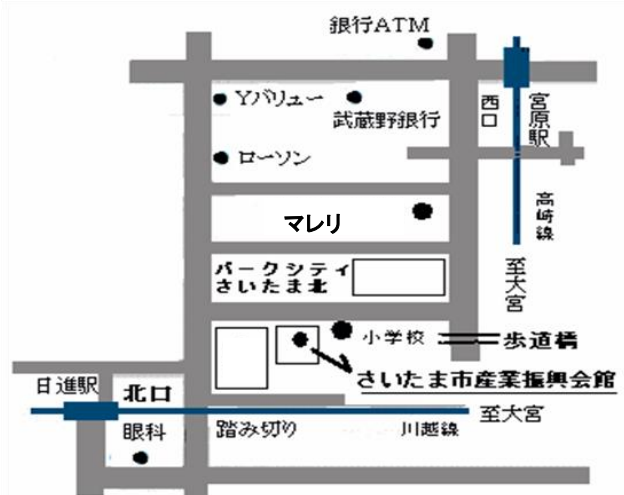 銀行ATM
Yバリュー
武蔵野銀行
西口
宮原駅
ローソン
高崎線
マレリ
至大宮
パークシティ
さいたま北
小学校
歩道橋
さいたま市産業振興会館
日進駅
北口
至大宮
眼科
踏み切り
川越線